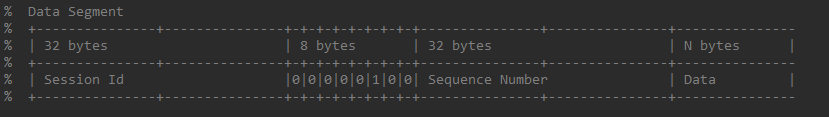 %  Data Segment
%  +---------------+---------------+-+-+-+-+-+-+-+-+---------------+---------------+---------------
%  | 32 bytes                      | 8 bytes       | 32 bytes                      | N bytes      |
%  +---------------+---------------+-+-+-+-+-+-+-+-+---------------+---------------+---------------
%  | Session Id                    |0|0|0|0|0|1|0|0| Sequence Number               | Data         |
%  +---------------+---------------+-+-+-+-+-+-+-+-+---------------+---------------+---------------